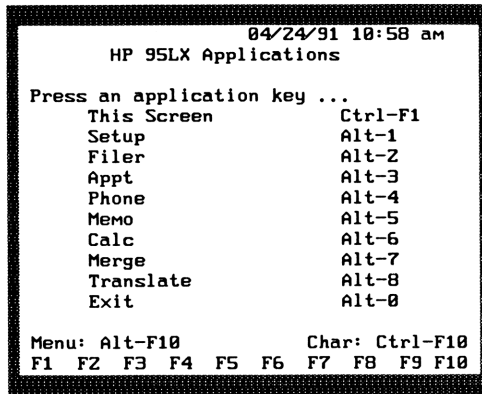 04/24/91 10:58 am
HP 95LX Applications
Press an application key ...
This Screen Ctrl-F1
Setup Alt-1
Filer Alt-2
Appt Alt-3
Phone Alt-4
Memo Alt-5
Calc Alt-6
Merge Alt-7
Translate Alt-8
Exit Alt-0
Menu: Alt-F10 Char: Ctrl-F10
F1 F2 F3 F4 F5 F6 F7 F8 F9 F10